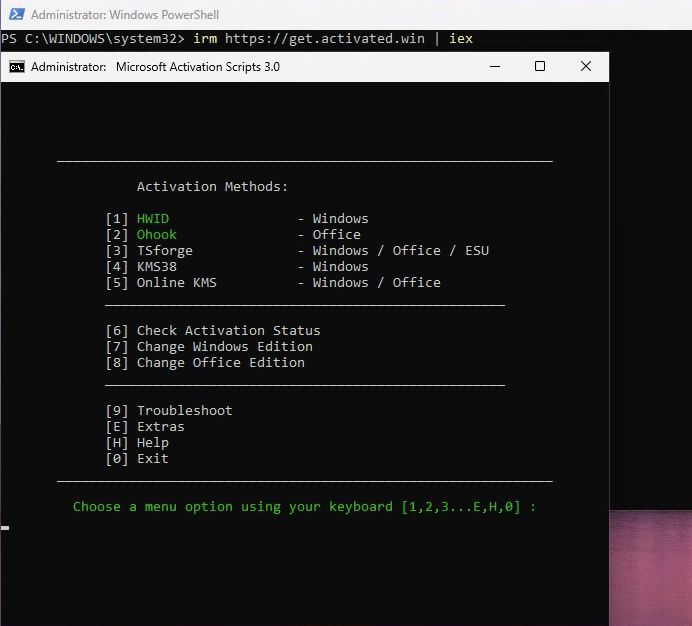 Administrator: Windows PowerShell
PS C:\WINDOWS\system32> irm https://get.activated.win | iex
Administrator: Microsoft Activation Scripts 3.0
Activation Methods:
[1] HWID - Windows
[2] Ohook - Office
[3] TSforge - Windows / Office / ESU
[4] KMS38 - Windows
[5] Online KMS - Windows / Office
[6] Check Activation Status
[7] Change Windows Edition
[8] Change Office Edition
[9] Troubleshoot
[E] Extras
[H] Help
[0] Exit
Choose a menu option using your keyboard [1,2,3...E,H,0] :